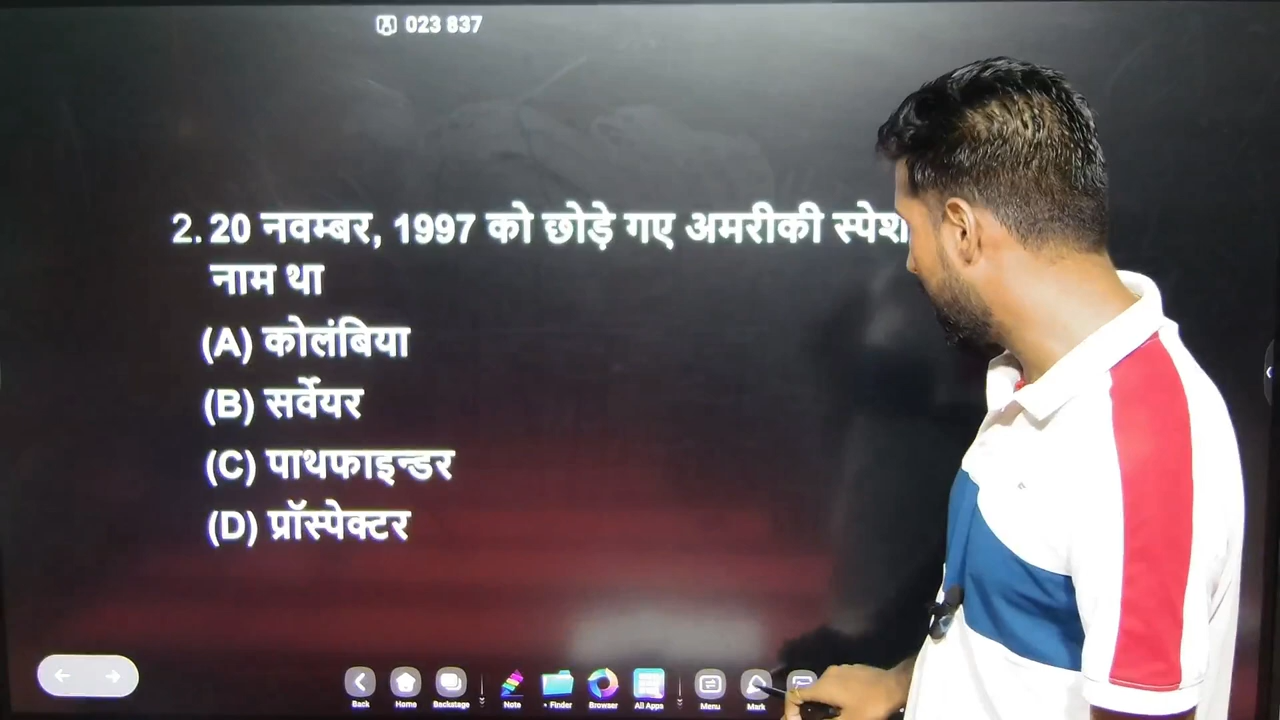 023 837
2. 20 नवम्बर, 1997 को छोड़े गए अमरीकी
नाम था
(A) कोलंबिया
(B) सर्वेयर
(C) पाथफाइन्डर
(D) प्रॉस्पेक्टर
Back Home Backstage Note Finder Browser All Apps Menu Mark